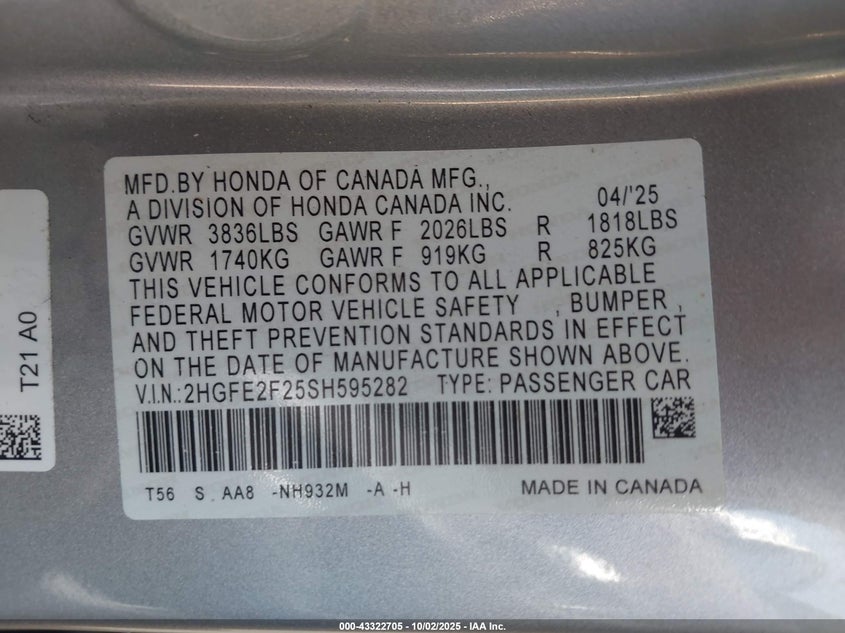 MFD.BY HONDA OF CANADA MFG.,
A DIVISION OF HONDA CANADA INC. 04/'25
GVWR 3836LBS GAWR F 2026LBS R 1818LBS
GVWR 1740KG GAWR F 919KG R 825KG
THIS VEHICLE CONFORMS TO ALL APPLICABLE
FEDERAL MOTOR VEHICLE SAFETY , BUMPER ,
AND THEFT PREVENTION STANDARDS IN EFFECT
ON THE DATE OF MANUFACTURE SHOWN ABOVE.
V.I.N.:2HGFE2F25SH595282 TYPE: PASSENGER CAR
T56 S . AA8 -NH932M -A -H MADE IN CANADA
T21 A0
000-43322705 - 10/02/2025 - IAA Inc.